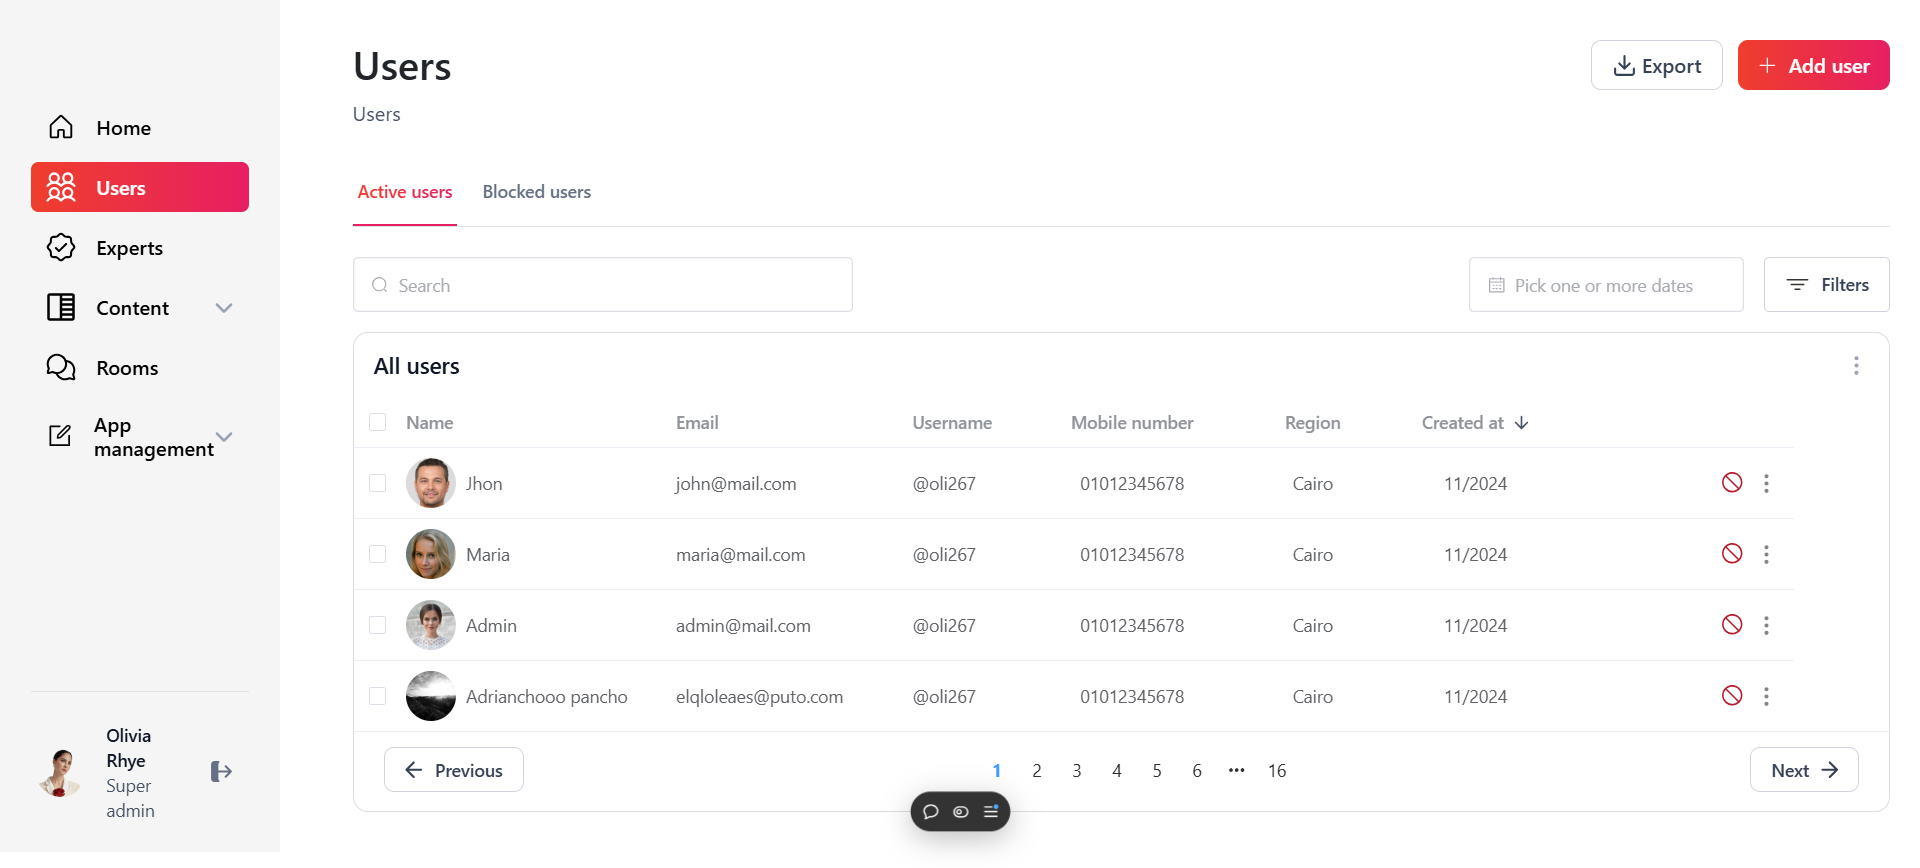 Home
Users
Experts
Content
Rooms
App
management
Olivia
Rhye
Super
admin
Users
Users
Export
Add user
Active users
Blocked users
Search
Pick one or more dates
Filters
All users
Name Email Username Mobile number Region Created at
Jhon john@mail.com @oli267 01012345678 Cairo 11/2024
Maria maria@mail.com @oli267 01012345678 Cairo 11/2024
Admin admin@mail.com @oli267 01012345678 Cairo 11/2024
Adrianchooo pancho elqloleaes@puto.com @oli267 01012345678 Cairo 11/2024
Previous 1 2 3 4 5 6 ••• 16 Next